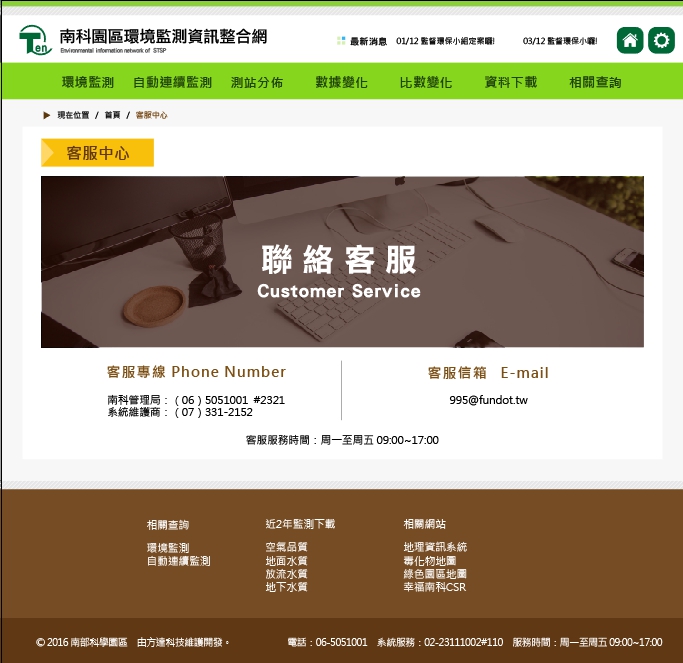 Ten
南科園區環境監測資訊整合網
Environmental information network of STSP
最新消息 01/12 監督環保小組定案囉! 03/12 監督環保小囉!
環境監測 自動連續監測 測站分佈 數據變化 比數變化 資料下載 相關查詢
現在位置 / 首頁 / 客服中心
客服中心
聯絡客服
Customer Service
客服專線 Phone Number
南科管理局：（06）5051001 #2321
系統維護商：（07）331-2152
客服信箱 E-mail
995@fundot.tw
客服服務時間：周一至周五 09:00~17:00
相關查詢
環境監測
自動連續監測
近2年監測下載
空氣品質
地面水質
放流水質
地下水質
相關網站
地理資訊系統
毒化物地圖
綠色園區地圖
幸福南科CSR
© 2016 南部科學園區 由方達科技維護開發。
電話：06-5051001 系統服務：02-23111002#110 服務時間：周一至周五 09:00~17:00